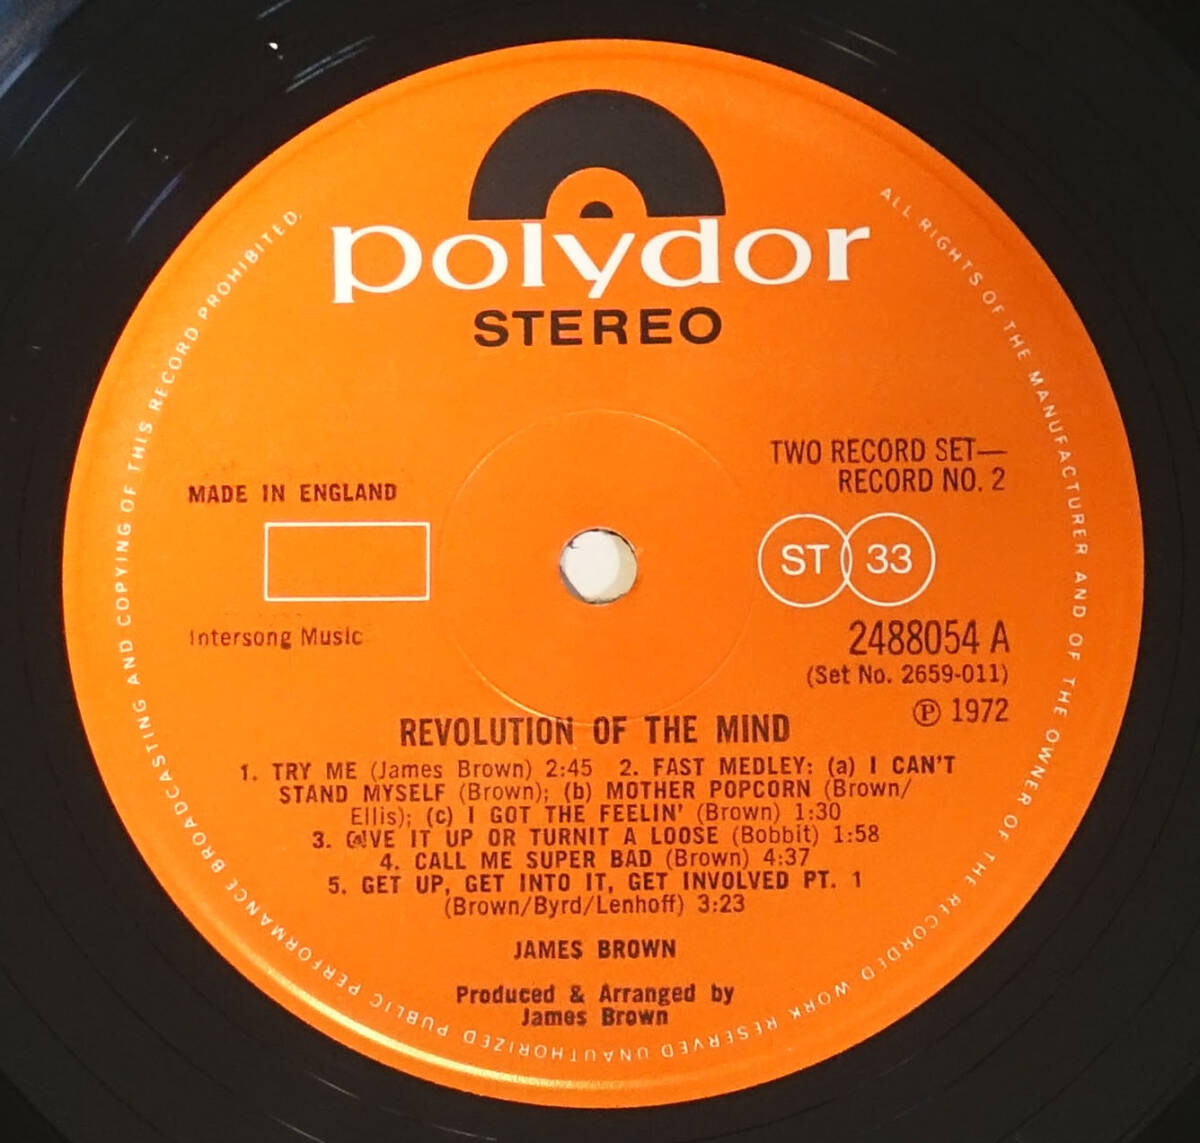 polydor
STEREO
TWO RECORD SET—
RECORD NO. 2
MADE IN ENGLAND
ST 33
Intersong Music
2488054 A
(Set No. 2659-011)
℗ 1972
REVOLUTION OF THE MIND
1. TRY ME (James Brown) 2:45 2. FAST MEDLEY: (a) I CAN'T
STAND MYSELF (Brown); (b) MOTHER POPCORN (Brown/
Ellis); (c) I GOT THE FEELIN' (Brown) 1:30
3. GIVE IT UP OR TURNIT A LOOSE (Bobbit) 1:58
4. CALL ME SUPER BAD (Brown) 4:37
5. GET UP, GET INTO IT, GET INVOLVED PT. 1
(Brown/Byrd/Lenhoff) 3:23
JAMES BROWN
Produced & Arranged by
James Brown
ALL RIGHTS OF THE MANUFACTURER AND OF THE OWNER OF THE RECORDED WORK RESERVED UNAUTHORIZED PUBLIC PERFORMANCE BROADCASTING AND COPYING OF THIS RECORD PROHIBITED.